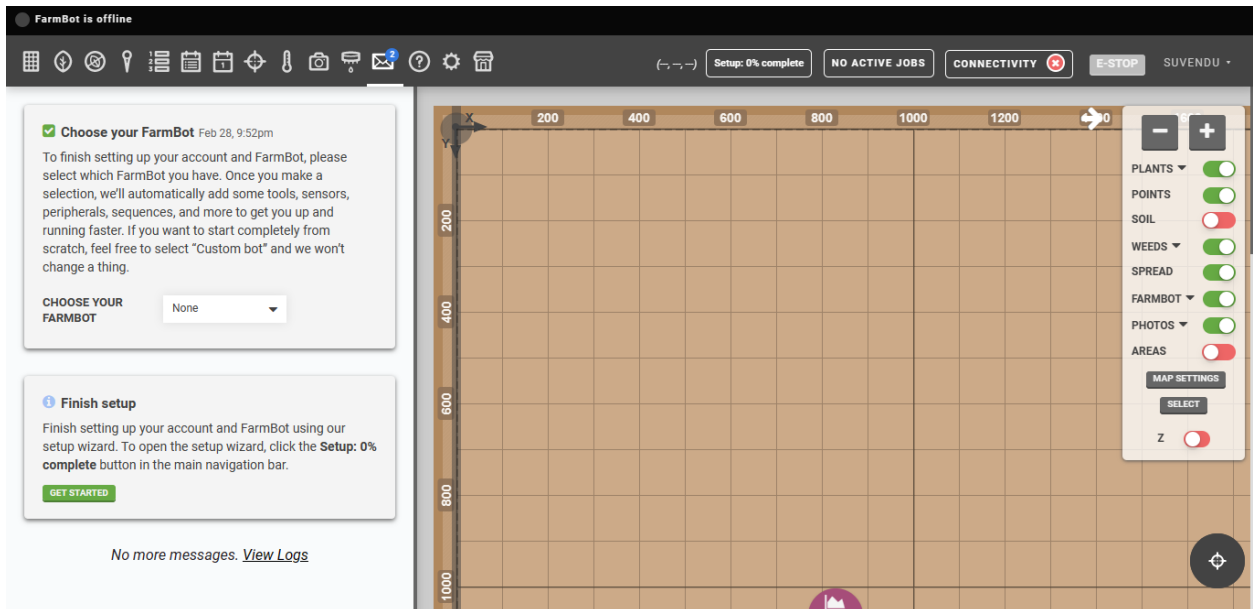 FarmBot is offline
2
(--, --, --)
Setup: 0% complete
NO ACTIVE JOBS
CONNECTIVITY
E-STOP
SUVENDU
Choose your FarmBot Feb 28, 9:52pm
To finish setting up your account and FarmBot, please
select which FarmBot you have. Once you make a
selection, we'll automatically add some tools, sensors,
peripherals, sequences, and more to get you up and
running faster. If you want to start completely from
scratch, feel free to select “Custom bot” and we won't
change a thing.
CHOOSE YOUR
FARMBOT
None
Finish setup
Finish setting up your account and FarmBot using our
setup wizard. To open the setup wizard, click the Setup: 0%
complete button in the main navigation bar.
GET STARTED
No more messages. View Logs
X
Y
200 400 600 800 1000 1200
200
400
600
800
1000
PLANTS
POINTS
SOIL
WEEDS
SPREAD
FARMBOT
PHOTOS
AREAS
MAP SETTINGS
SELECT
Z